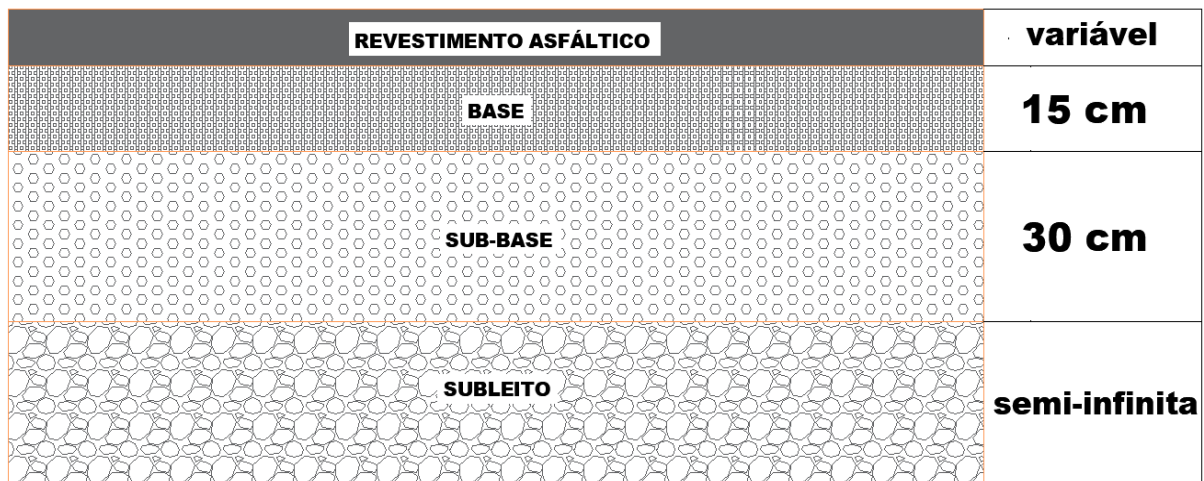 REVESTIMENTO ASFÁLTICO
variável
BASE
15 cm
SUB-BASE
30 cm
SUBLEITO
semi-infinita